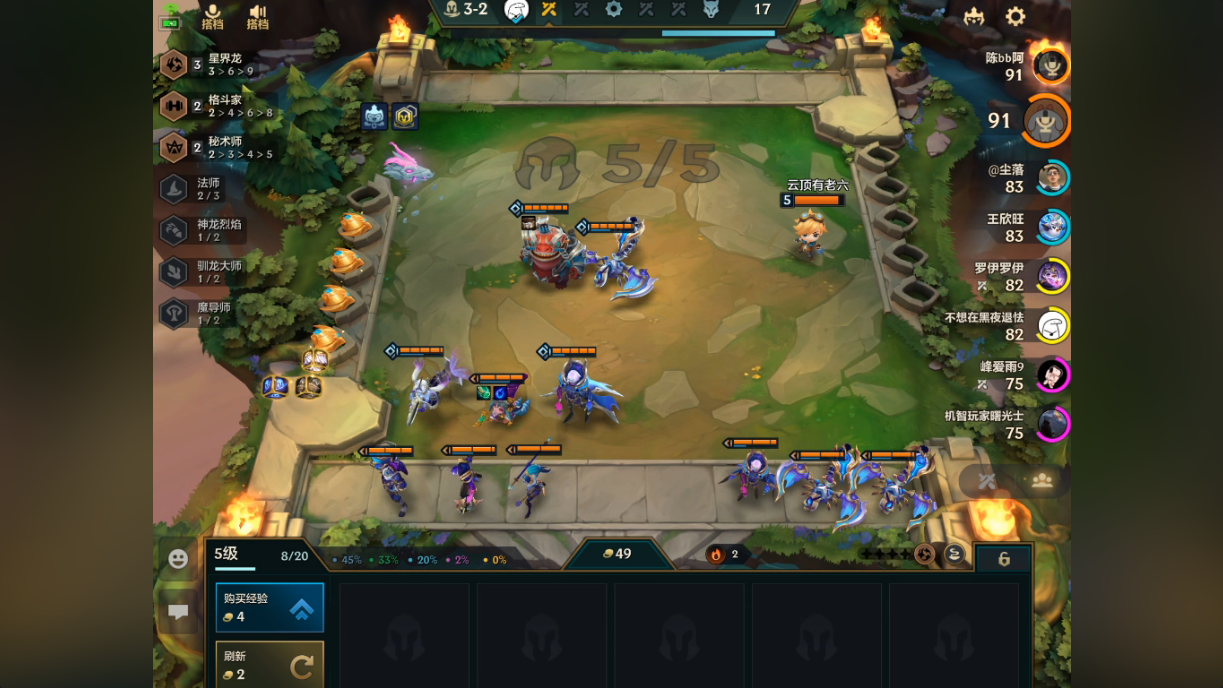 搭档
搭档
3-2
17
3 星界龙
3 > 6 > 9
2 格斗家
2 > 4 > 6 > 8
2 秘术师
2 > 3 > 4 > 5
法师
2 / 3
神龙烈焰
1 / 2
驯龙大师
1 / 2
魔导师
1 / 2
5/5
云顶有老六
5
陈bb阿
91
91
@尘落
83
王欣旺
83
罗伊罗伊
82
不想在黑夜退怯
82
峰爱雨9
75
机智玩家曙光士
75
5级
8/20
45% 33% 20% 2% 0%
49
2
购买经验
4
刷新
2